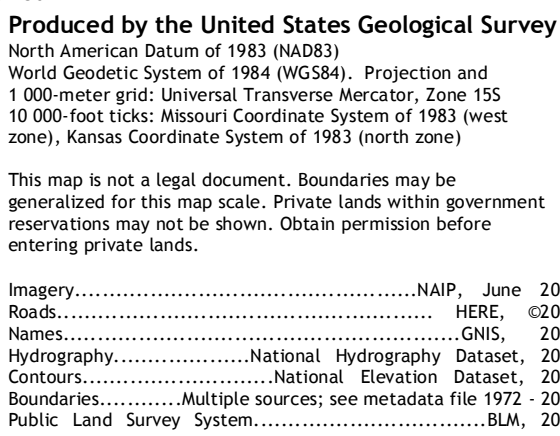 Produced by the United States Geological Survey
North American Datum of 1983 (NAD83)
World Geodetic System of 1984 (WGS84).  Projection and
1 000-meter grid: Universal Transverse Mercator, Zone 15S
10 000-foot ticks: Missouri Coordinate System of 1983 (west
zone), Kansas Coordinate System of 1983 (north zone)
This map is not a legal document. Boundaries may be
generalized for this map scale. Private lands within government
reservations may not be shown. Obtain permission before
entering private lands.
Imagery..............................................NAIP, June 20
Roads.................................................. HERE, ©20
Names.....................................................GNIS, 20
Hydrography...................National Hydrography Dataset, 20
Contours..........................National Elevation Dataset, 20
Boundaries...........Multiple sources; see metadata file 1972 - 20
Public Land Survey System...............................BLM, 20